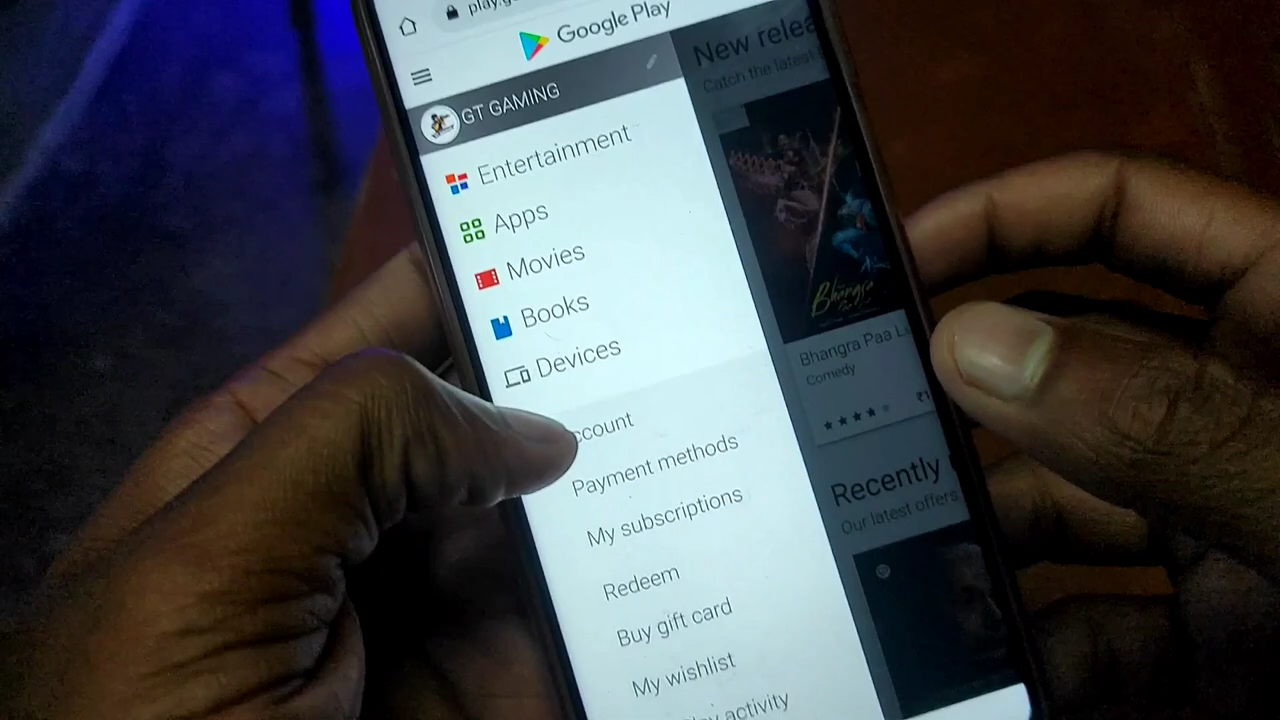 Google Play
GT GAMING
Entertainment
Apps
Movies
Books
Devices
ccount
Payment methods
My subscriptions
Redeem
Buy gift card
My wishlist
activity
New relea
Catch the latest
Bhangra
Bhangra Paa L
Comedy
Recently
Our latest offers